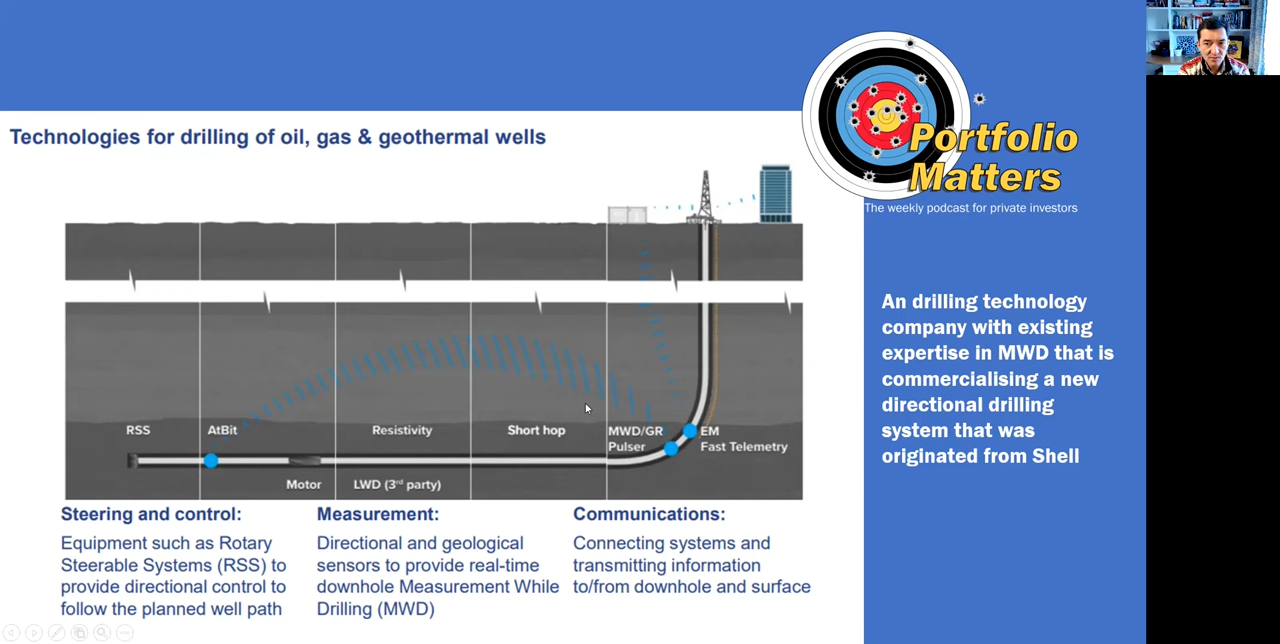 Technologies for drilling of oil, gas & geothermal wells
RSS
AtBit
Resistivity
Short hop
MWD/GR
Pulser
EM
Fast Telemetry
Motor
LWD (3rd party)
Steering and control:
Equipment such as Rotary
Steerable Systems (RSS) to
provide directional control to
follow the planned well path
Measurement:
Directional and geological
sensors to provide real-time
downhole Measurement While
Drilling (MWD)
Communications:
Connecting systems and
transmitting information
to/from downhole and surface
Portfolio
Matters
The weekly podcast for private investors
An drilling technology
company with existing
expertise in MWD that is
commercialising a new
directional drilling
system that was
originated from Shell